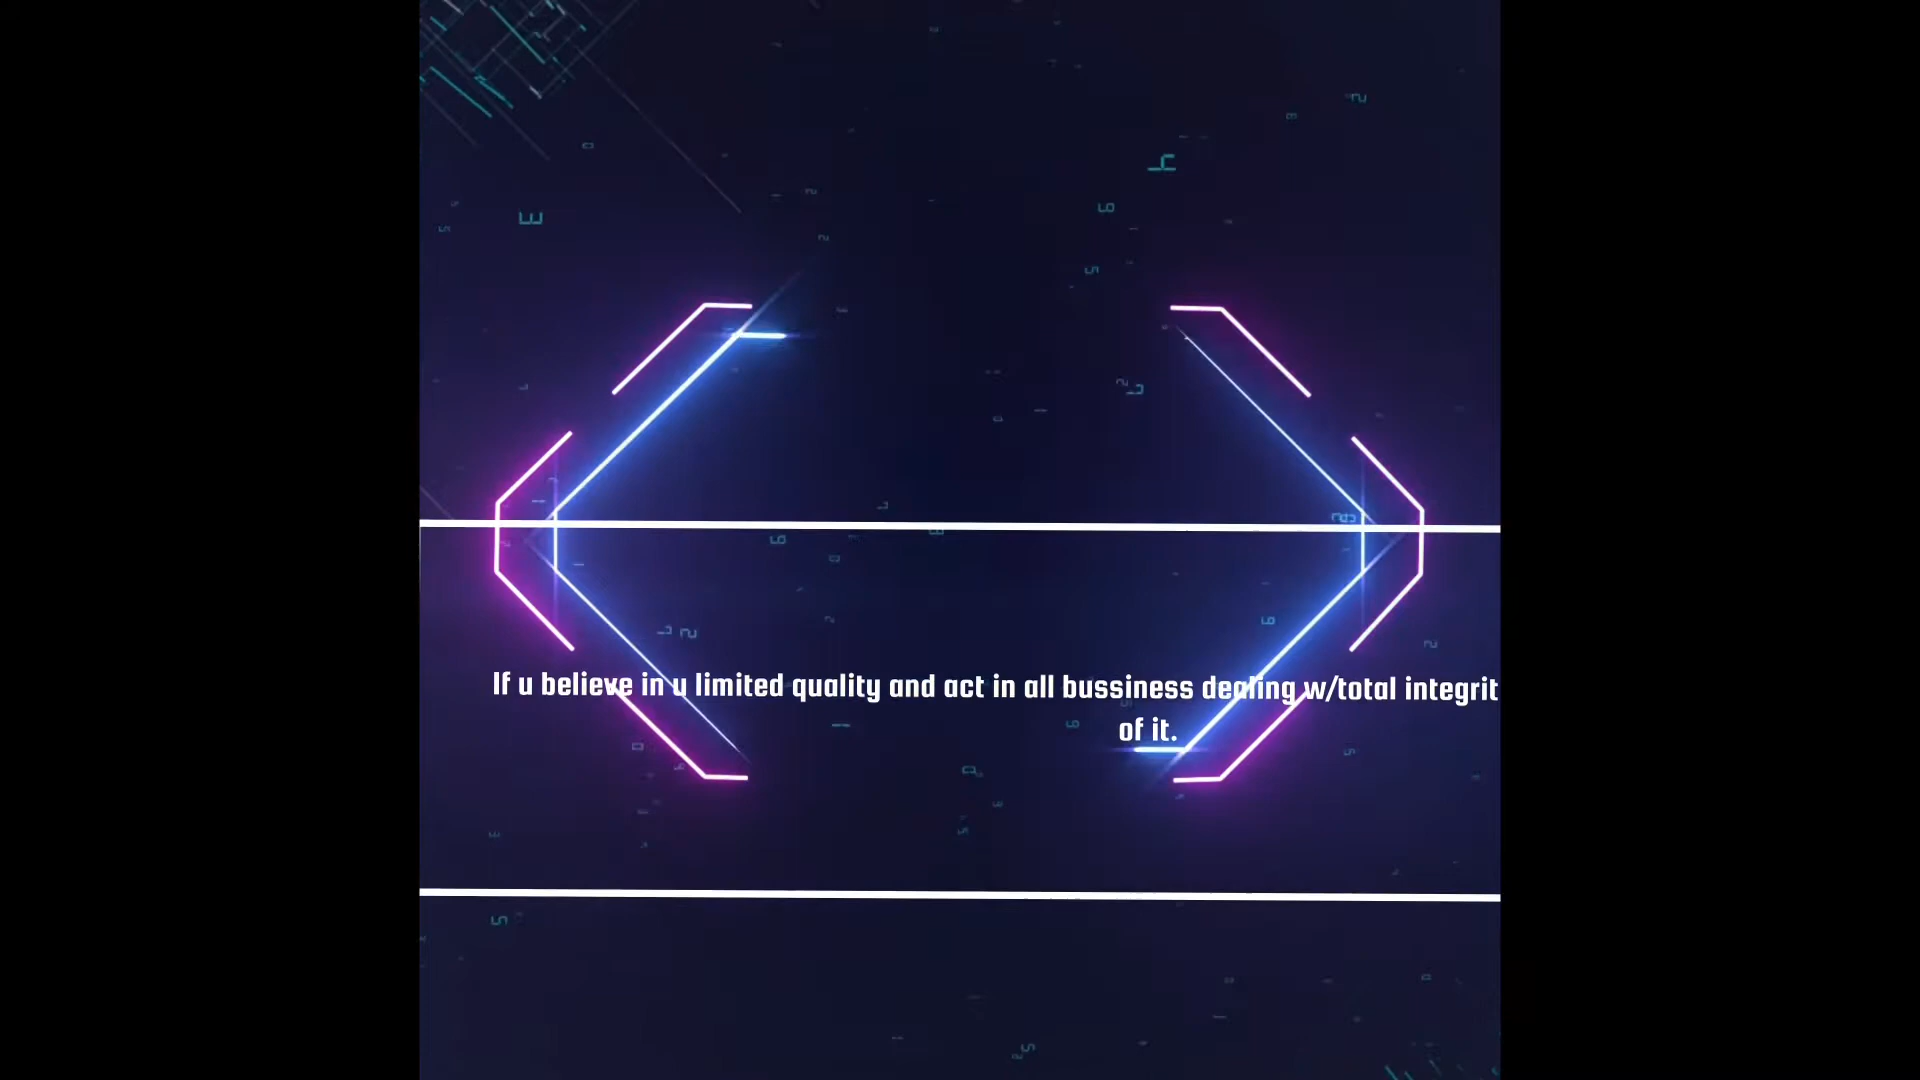 If u believe in u limited quality and act in all bussiness dealing w/total integrit
of it.